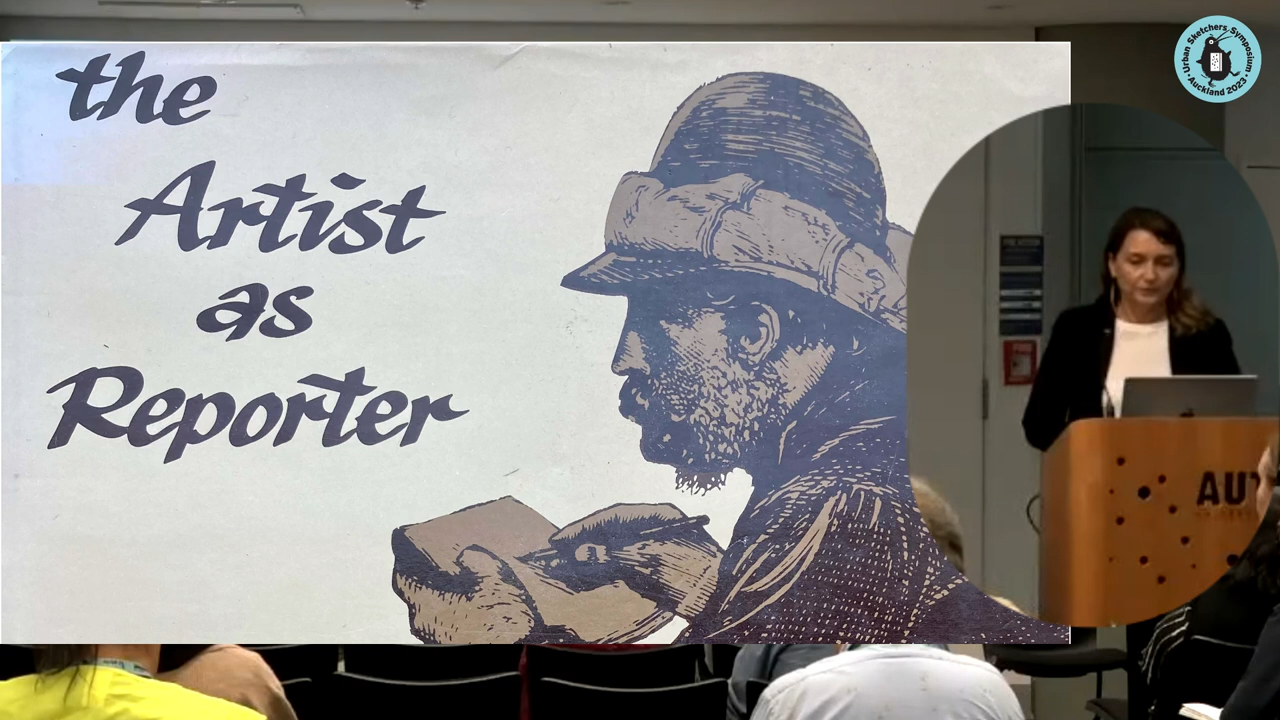 the
Artist
as
Reporter
Urban Sketchers Symposium
Auckland 2023
AUT